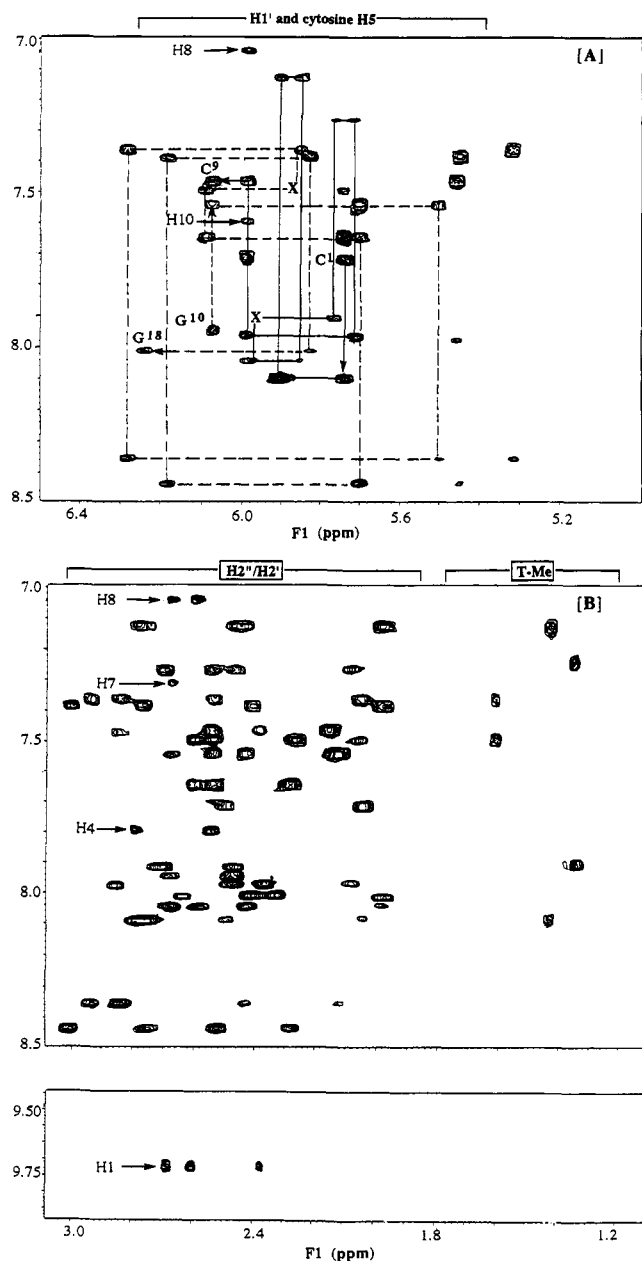 H1' and cytosine H5
[A]
7.0
H8
C⁹
7.5
X
H10
C¹
G¹⁰
X
G¹⁸
8.0
8.5
6.4 6.0 5.6 5.2
F1 (ppm)
H2"/H2' T-Me
[B]
7.0
H8
H7
7.5
H4
8.0
8.5
9.50
H1
9.75
3.0 2.4 1.8 1.2
F1 (ppm)